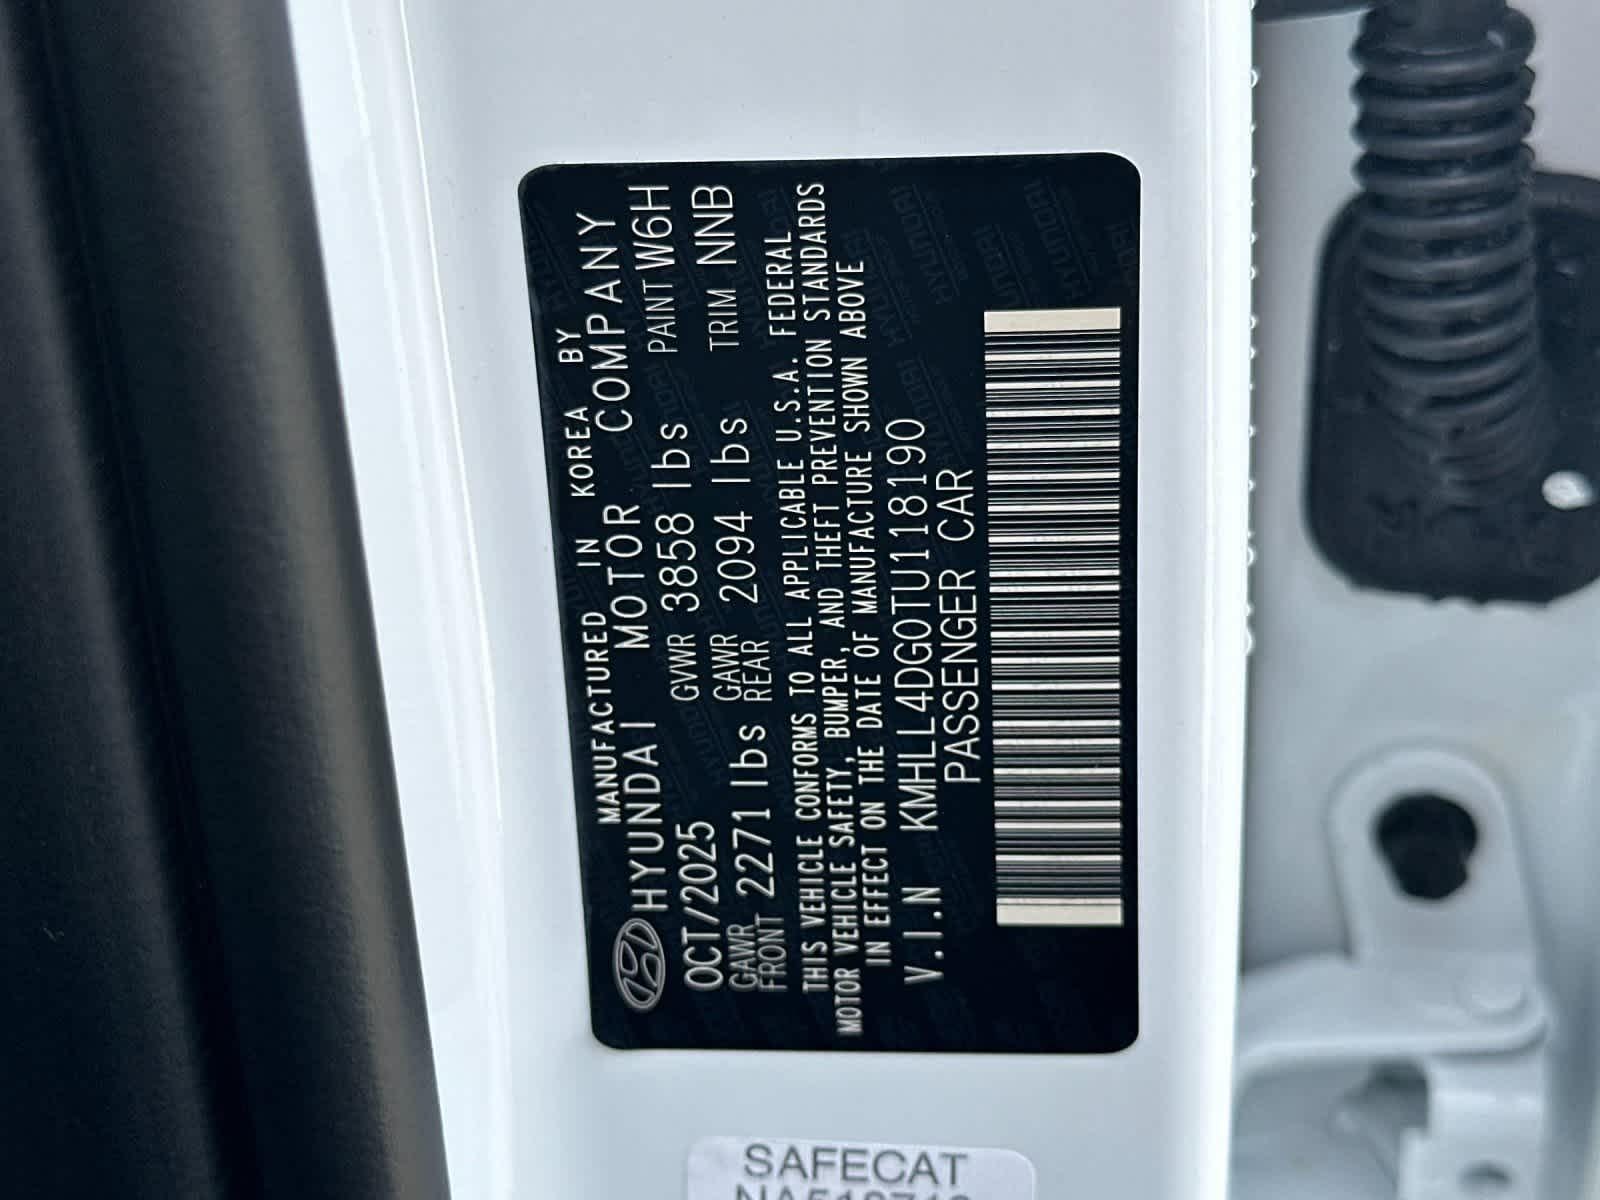 MANUFACTURED IN KOREA BY
HYUNDAI MOTOR COMPANY
OCT/2025 GVWR 3858 lbs PAINT W6H
GAWR FRONT 2271 lbs GAWR REAR 2094 lbs TRIM NNB
THIS VEHICLE CONFORMS TO ALL APPLICABLE U.S.A. FEDERAL
MOTOR VEHICLE SAFETY, BUMPER, AND THEFT PREVENTION STANDARDS
IN EFFECT ON THE DATE OF MANUFACTURE SHOWN ABOVE
V.I.N KMHLL4DG0TU118190
PASSENGER CAR
SAFECAT